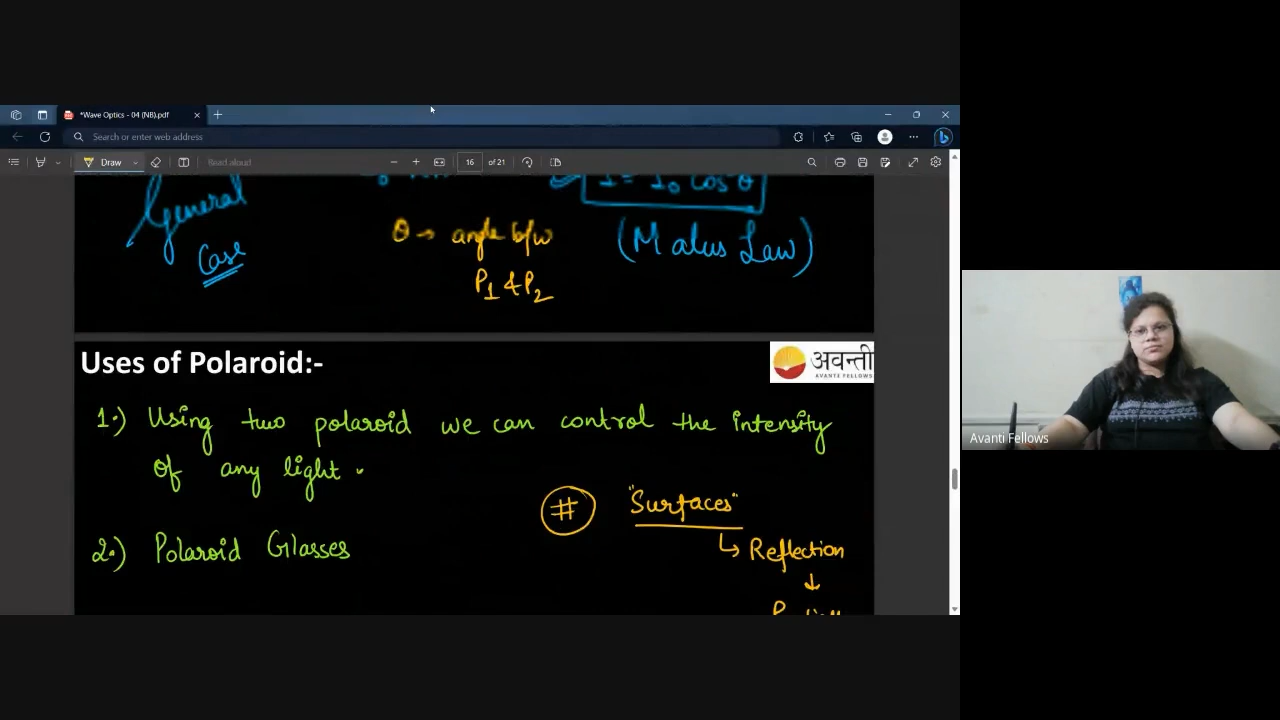 *Wave Optics - 04 (NB).pdf
Search or enter web address
Draw
Read aloud
16 of 21
General
Case
I = I₀ cos²θ
θ → angle b/w
P₁ & P₂
(Malus Law)
Uses of Polaroid:-
अवन्ती
AVANTI FELLOWS
1.) Using two polaroid we can control the intensity
of any light.
# "Surfaces"
↳ Reflection
↓
2.) Polaroid Glasses
Avanti Fellows